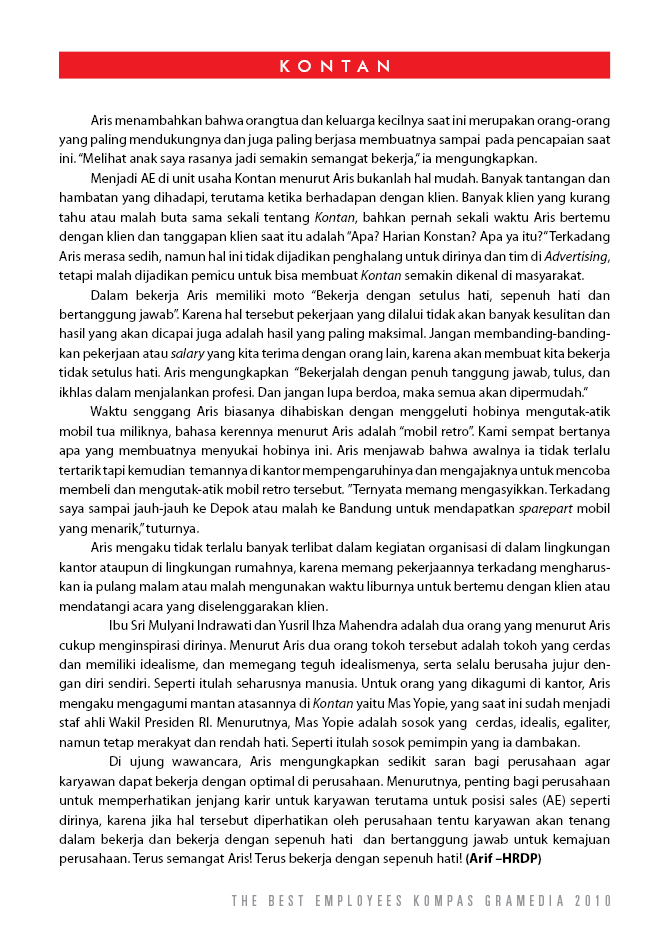 KONTAN
Aris menambahkan bahwa orangtua dan keluarga kecilnya saat ini merupakan orang-orang
yang paling mendukungnya dan juga paling berjasa membuatnya sampai pada pencapaian saat
ini. “Melihat anak saya rasanya jadi semakin semangat bekerja,” ia mengungkapkan.
Menjadi AE di unit usaha Kontan menurut Aris bukanlah hal mudah. Banyak tantangan dan
hambatan yang dihadapi, terutama ketika berhadapan dengan klien. Banyak klien yang kurang
tahu atau malah buta sama sekali tentang Kontan, bahkan pernah sekali waktu Aris bertemu
dengan klien dan tanggapan klien saat itu adalah “Apa? Harian Konstan? Apa ya itu?” Terkadang
Aris merasa sedih, namun hal ini tidak dijadikan penghalang untuk dirinya dan tim di Advertising,
tetapi malah dijadikan pemicu untuk bisa membuat Kontan semakin dikenal di masyarakat.
Dalam bekerja Aris memiliki moto “Bekerja dengan setulus hati, sepenuh hati dan
bertanggung jawab”. Karena hal tersebut pekerjaan yang dilalui tidak akan banyak kesulitan dan
hasil yang akan dicapai juga adalah hasil yang paling maksimal. Jangan membanding-banding-
kan pekerjaan atau salary yang kita terima dengan orang lain, karena akan membuat kita bekerja
tidak setulus hati. Aris mengungkapkan “Bekerjalah dengan penuh tanggung jawab, tulus, dan
ikhlas dalam menjalankan profesi. Dan jangan lupa berdoa, maka semua akan dipermudah.”
Waktu senggang Aris biasanya dihabiskan dengan menggeluti hobinya mengutak-atik
mobil tua miliknya, bahasa kerennya menurut Aris adalah “mobil retro”. Kami sempat bertanya
apa yang membuatnya menyukai hobinya ini. Aris menjawab bahwa awalnya ia tidak terlalu
tertarik tapi kemudian temannya di kantor mempengaruhinya dan mengajaknya untuk mencoba
membeli dan mengutak-atik mobil retro tersebut. ”Ternyata memang mengasyikkan. Terkadang
saya sampai jauh-jauh ke Depok atau malah ke Bandung untuk mendapatkan sparepart mobil
yang menarik,” tuturnya.
Aris mengaku tidak terlalu banyak terlibat dalam kegiatan organisasi di dalam lingkungan
kantor ataupun di lingkungan rumahnya, karena memang pekerjaannya terkadang mengharus-
kan ia pulang malam atau malah mengunakan waktu liburnya untuk bertemu dengan klien atau
mendatangi acara yang diselenggarakan klien.
Ibu Sri Mulyani Indrawati dan Yusril Ihza Mahendra adalah dua orang yang menurut Aris
cukup menginspirasi dirinya. Menurut Aris dua orang tokoh tersebut adalah tokoh yang cerdas
dan memiliki idealisme, dan memegang teguh idealismenya, serta selalu berusaha jujur den-
gan diri sendiri. Seperti itulah seharusnya manusia. Untuk orang yang dikagumi di kantor, Aris
mengaku mengagumi mantan atasannya di Kontan yaitu Mas Yopie, yang saat ini sudah menjadi
staf ahli Wakil Presiden RI. Menurutnya, Mas Yopie adalah sosok yang cerdas, idealis, egaliter,
namun tetap merakyat dan rendah hati. Seperti itulah sosok pemimpin yang ia dambakan.
Di ujung wawancara, Aris mengungkapkan sedikit saran bagi perusahaan agar
karyawan dapat bekerja dengan optimal di perusahaan. Menurutnya, penting bagi perusahaan
untuk memperhatikan jenjang karir untuk karyawan terutama untuk posisi sales (AE) seperti
dirinya, karena jika hal tersebut diperhatikan oleh perusahaan tentu karyawan akan tenang
dalam bekerja dan bekerja dengan sepenuh hati dan bertanggung jawab untuk kemajuan
perusahaan. Terus semangat Aris! Terus bekerja dengan sepenuh hati! (Arif –HRDP)
THE BEST EMPLOYEES KOMPAS GRAMEDIA 2010